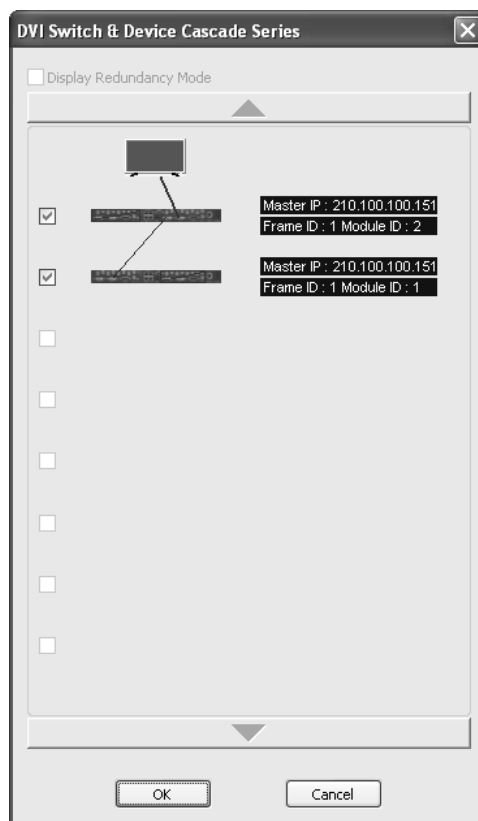 DVI Switch & Device Cascade Series
Display Redundancy Mode
Master IP : 210.100.100.151
Frame ID : 1 Module ID : 2
Master IP : 210.100.100.151
Frame ID : 1 Module ID : 1
OK
Cancel